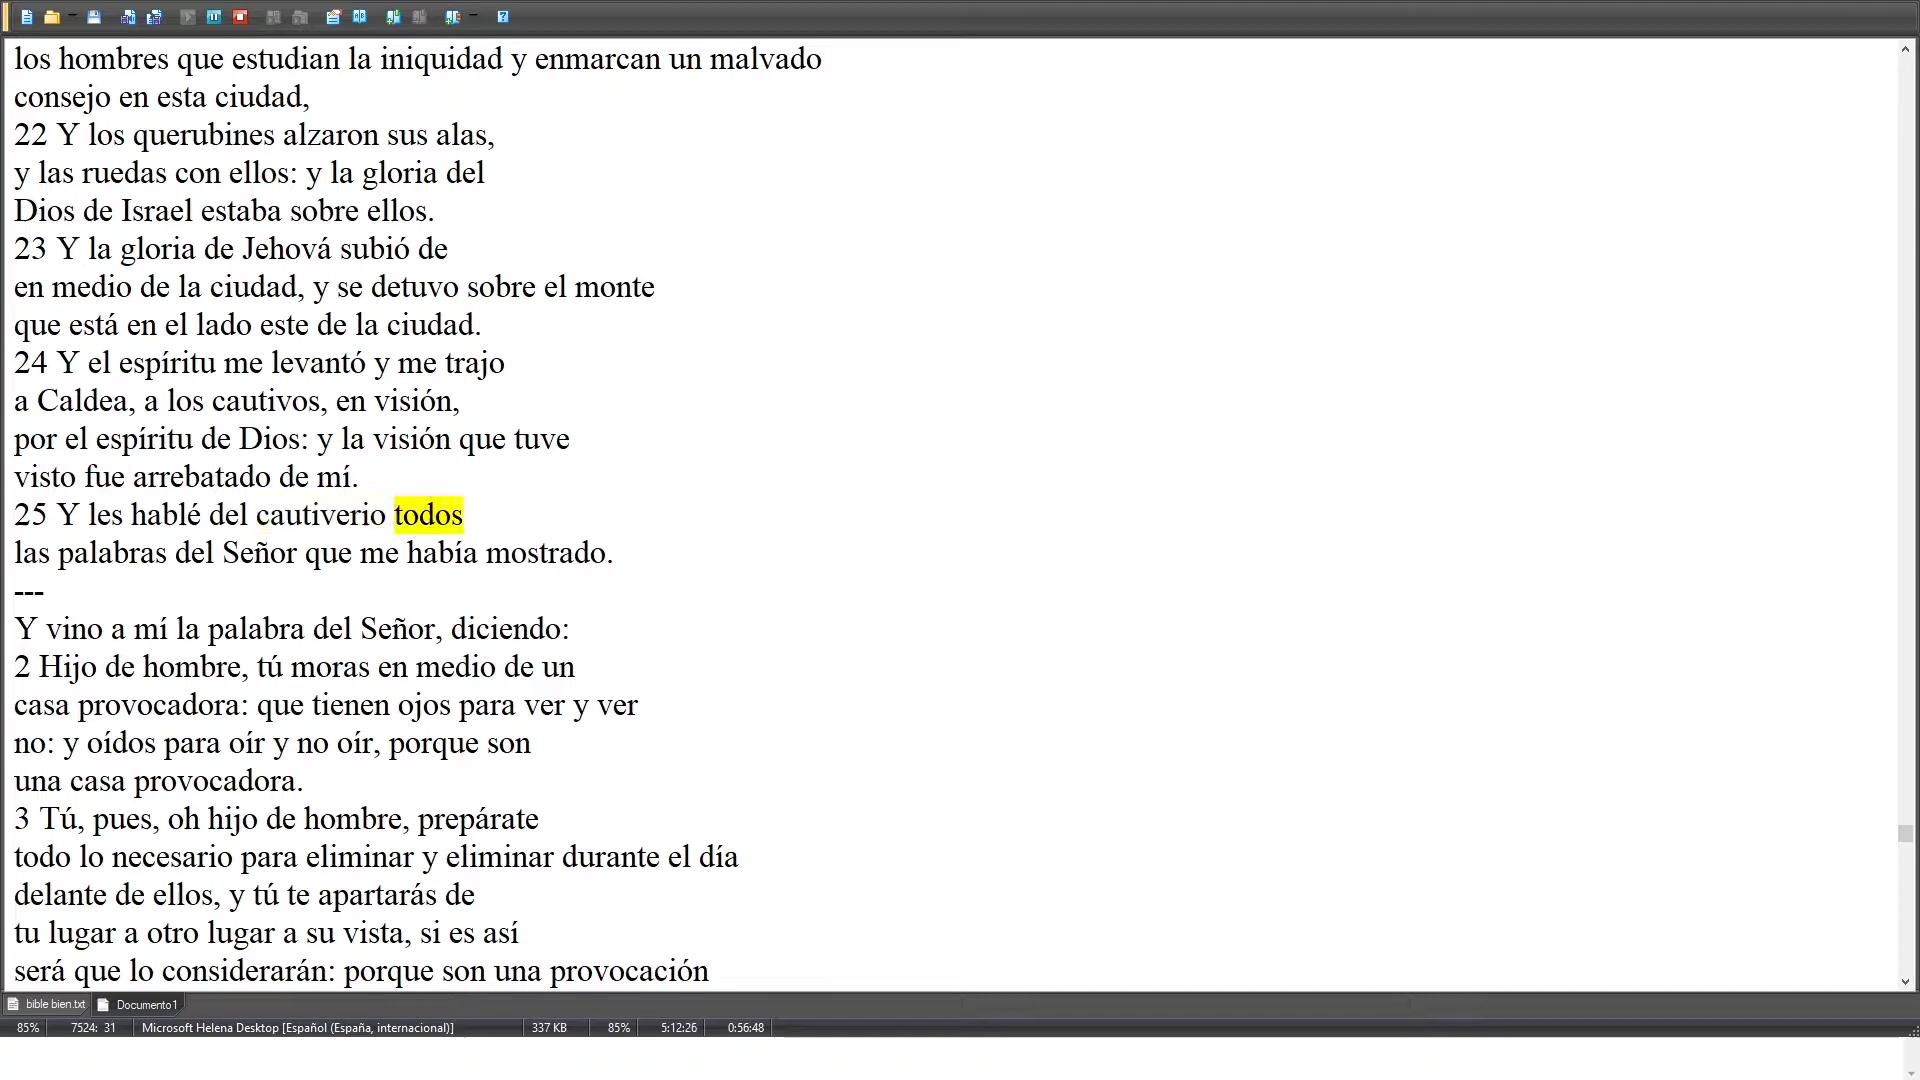 los hombres que estudian la iniquidad y enmarcan un malvado
consejo en esta ciudad,
22 Y los querubines alzaron sus alas,
y las ruedas con ellos: y la gloria del
Dios de Israel estaba sobre ellos.
23 Y la gloria de Jehová subió de
en medio de la ciudad, y se detuvo sobre el monte
que está en el lado este de la ciudad.
24 Y el espíritu me levantó y me trajo
a Caldea, a los cautivos, en visión,
por el espíritu de Dios: y la visión que tuve
visto fue arrebatado de mí.
25 Y les hablé del cautiverio todos
las palabras del Señor que me había mostrado.
---
Y vino a mí la palabra del Señor, diciendo:
2 Hijo de hombre, tú moras en medio de un
casa provocadora: que tienen ojos para ver y ver
no: y oídos para oír y no oír, porque son
una casa provocadora.
3 Tú, pues, oh hijo de hombre, prepárate
todo lo necesario para eliminar y eliminar durante el día
delante de ellos, y tú te apartarás de
tu lugar a otro lugar a su vista, si es así
será que lo considerarán: porque son una provocación
bible bien.txt Documento1
85% 7524: 31 Microsoft Helena Desktop [Español (España, internacional)] 337 KB 85% 5:12:26 0:56:48